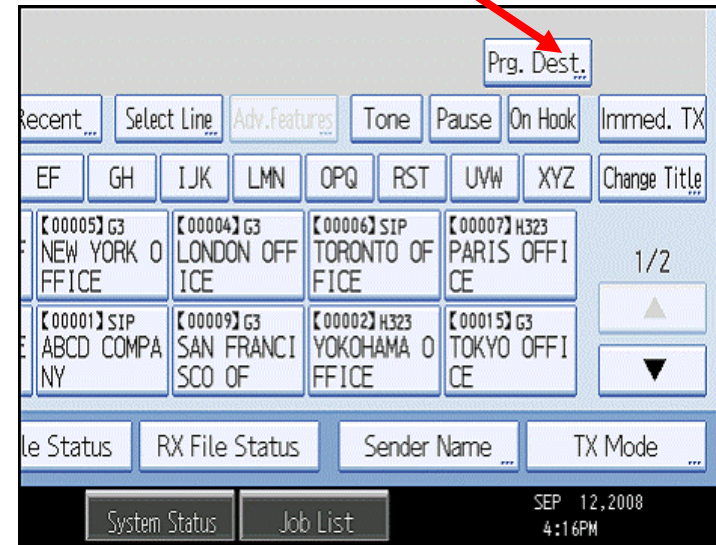 Prg. Dest.
Recent Select Line Adv.Features Tone Pause On Hook Immed. TX
EF GH IJK LMN OPQ RST UVW XYZ Change Title
【00005】G3 【00004】G3 【00006】SIP 【00007】H323
NEW YORK O LONDON OFF TORONTO OF PARIS OFFI
FFICE ICE FICE CE
1/2
【00001】SIP 【00009】G3 【00002】H323 【00015】G3
ABCD COMPA SAN FRANCI YOKOHAMA O TOKYO OFFI
NY SCO OF FFICE CE
le Status RX File Status Sender Name TX Mode
System Status Job List SEP 12,2008
4:16PM